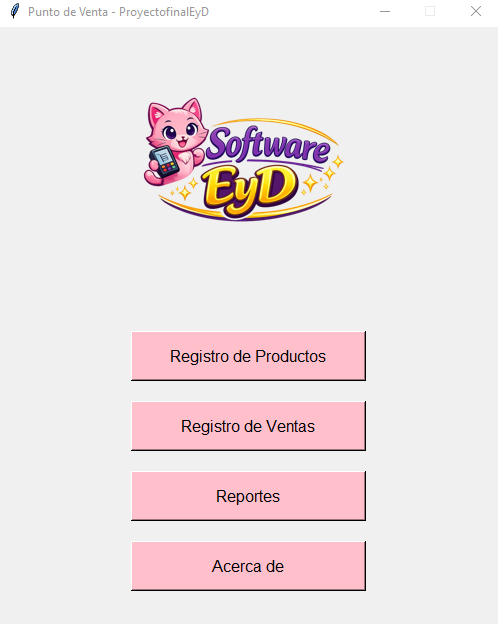 Punto de Venta - ProyectofinalEyD
Software
EyD
Registro de Productos
Registro de Ventas
Reportes
Acerca de